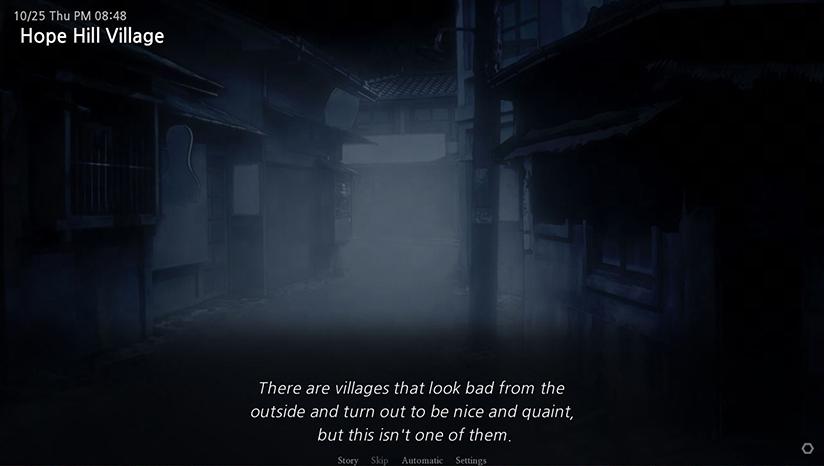 10/25 Thu PM 08:48
Hope Hill Village
There are villages that look bad from the
outside and turn out to be nice and quaint,
but this isn't one of them.
Story Skip Automatic Settings